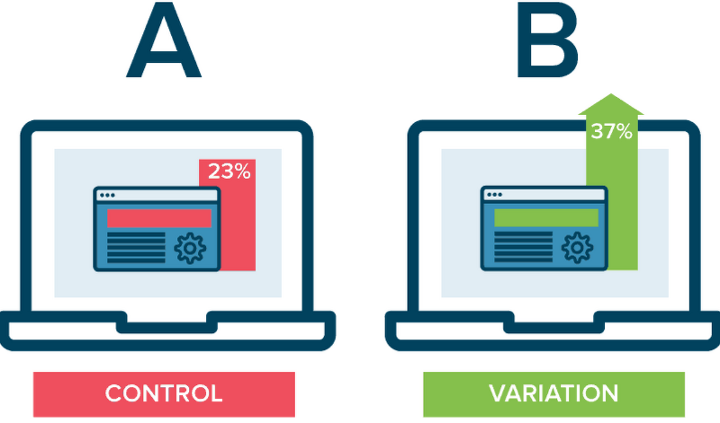 A
B
23%
37%
CONTROL
VARIATION